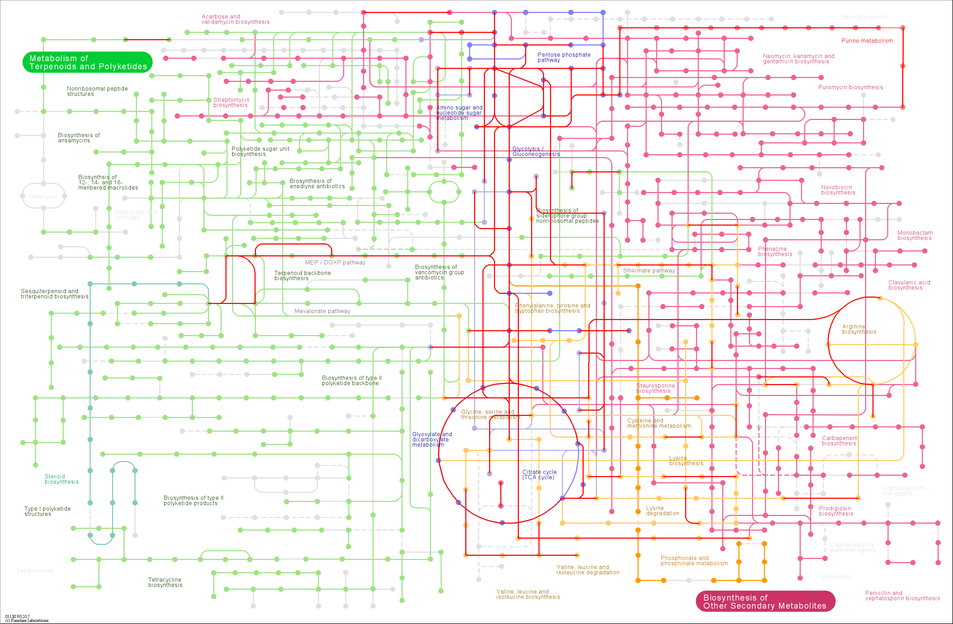 Acarbose and
validamycin biosynthesis
Purine metabolism
Metabolism of
Terpenoids and Polyketides
Pentose phosphate
pathway
Neomycin, kanamycin and
gentamicin biosynthesis
Nonribosomal peptide
structures
Puromycin biosynthesis
Streptomycin
biosynthesis
Amino sugar and
nucleotide sugar
metabolism
Biosynthesis of
ansamycins
Polyketide sugar unit
biosynthesis
Glycolysis /
Gluconeogenesis
Biosynthesis of
12-, 14- and 16-
membered macrolides
Biosynthesis of
enediyne antibiotics
Novobiocin
biosynthesis
Biosynthesis of
siderophore group
nonribosomal peptides
Monobactam
biosynthesis
Phenazine
biosynthesis
MEP / DOXP pathway
Terpenoid backbone
biosynthesis
Biosynthesis of
vancomycin group
antibiotics
Shikimate pathway
Clavulanic acid
biosynthesis
Sesquiterpenoid and
triterpenoid biosynthesis
Mevalonate pathway
Phenylalanine, tyrosine and
tryptophan biosynthesis
Arginine
biosynthesis
Biosynthesis of type II
polyketide backbone
Staurosporine
biosynthesis
Glycine, serine and
threonine metabolism
Cysteine and
methionine metabolism
Glyoxylate and
dicarboxylate
metabolism
Carbapenem
biosynthesis
Lysine
biosynthesis
Steroid
biosynthesis
Citrate cycle
(TCA cycle)
Biosynthesis of type II
polyketide products
Type I polyketide
structures
Lysine
degradation
Prodigiosin
biosynthesis
Phosphonate and
phosphinate metabolism
Valine, leucine and
isoleucine degradation
Tetracycline
biosynthesis
Valine, leucine and
isoleucine biosynthesis
Biosynthesis of
Other Secondary Metabolites
Penicillin and
cephalosporin biosynthesis
(c) Kanehisa Laboratories